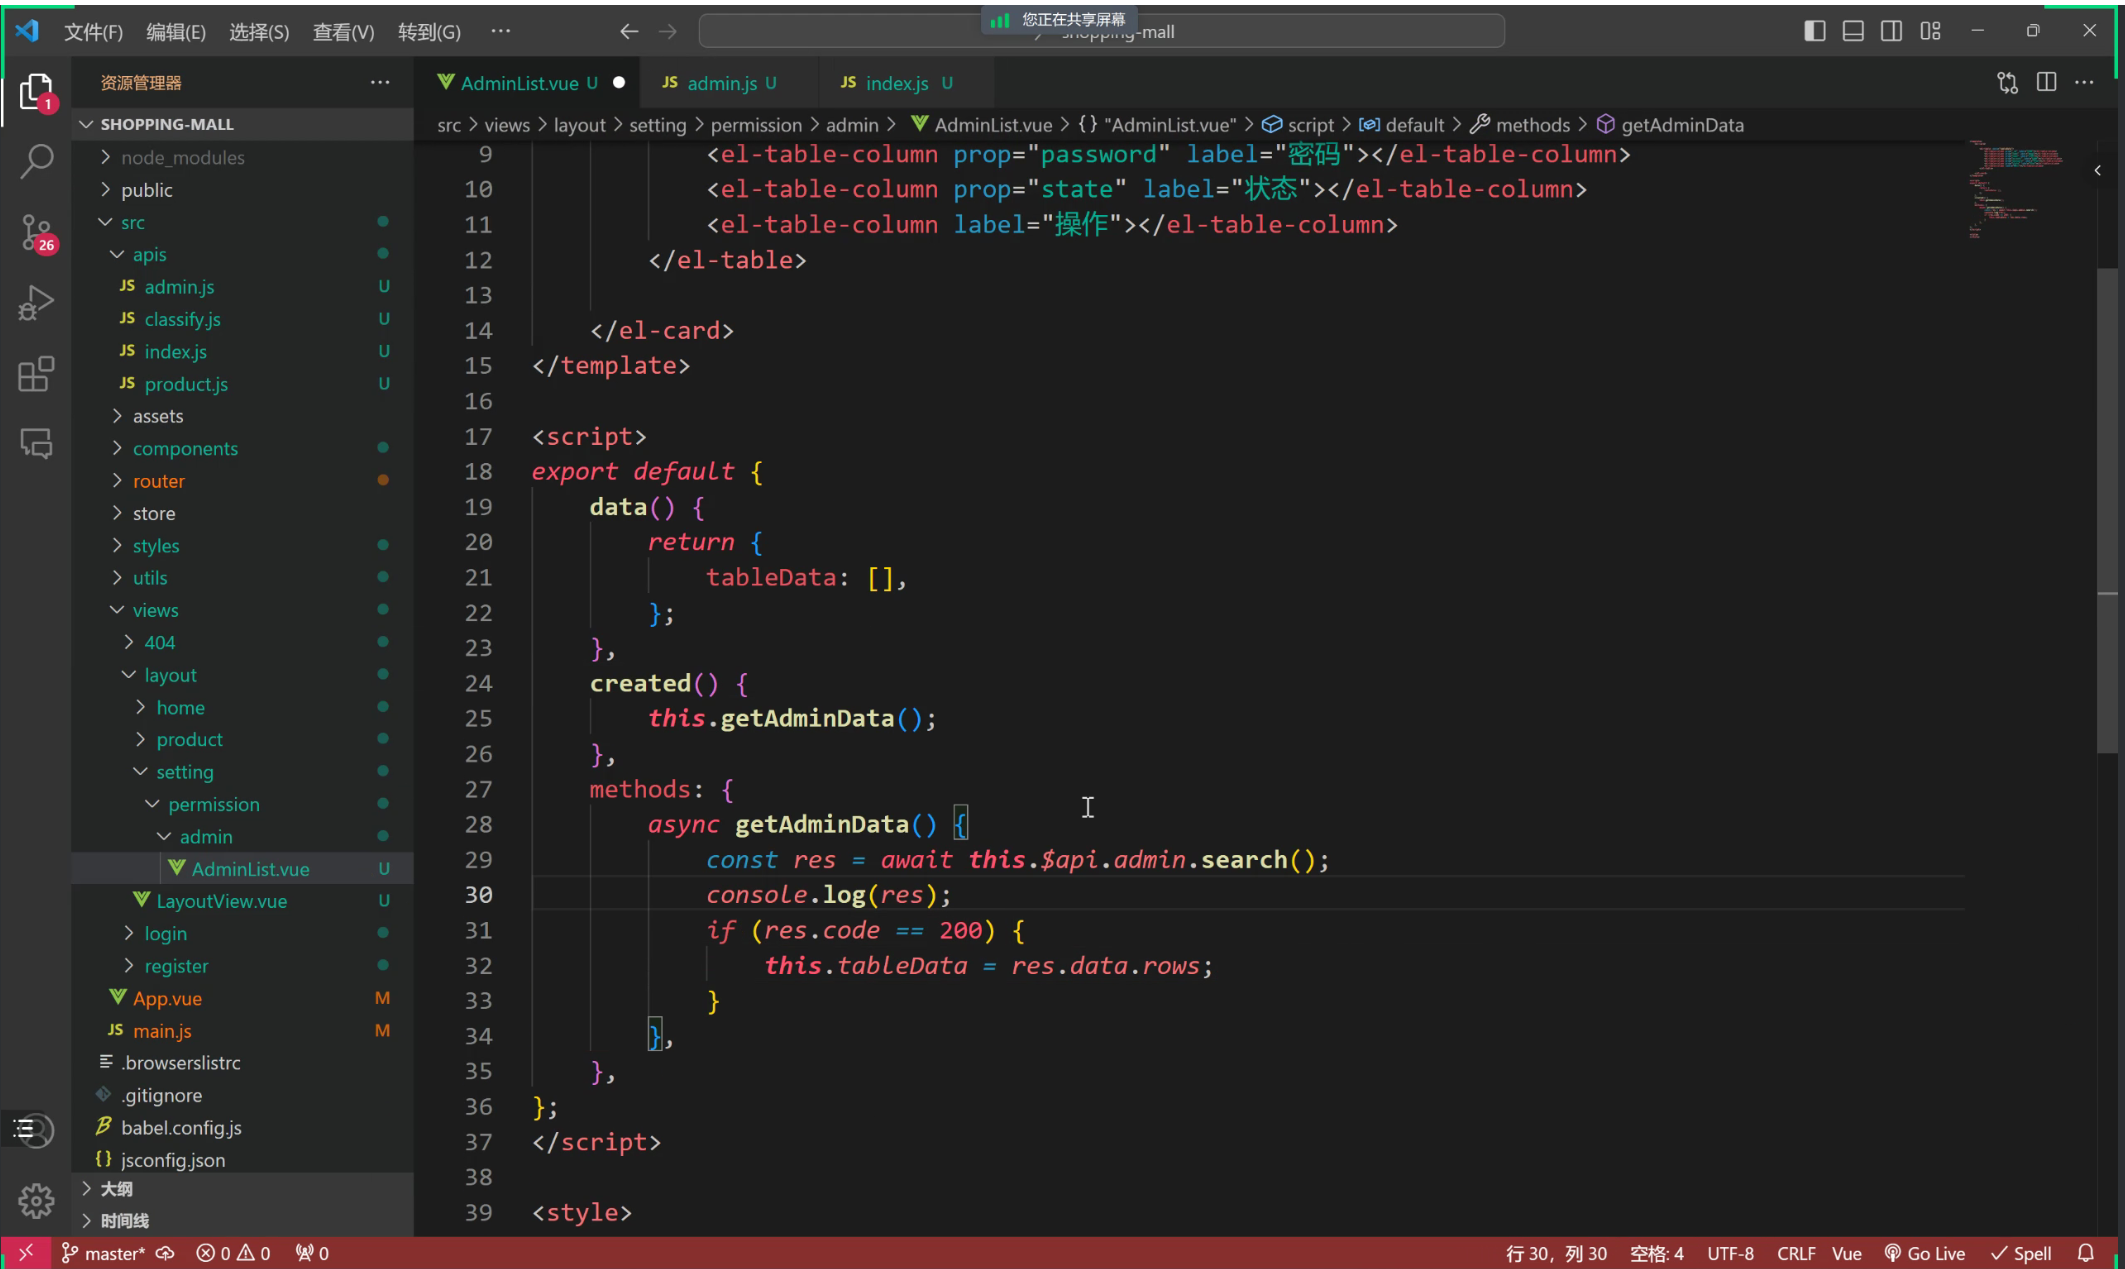 文件(F) 编辑(E) 选择(S) 查看(V) 转到(G) ···
您正在共享屏幕
shopping-mall
资源管理器
SHOPPING-MALL
node_modules
public
src
apis
JS admin.js U
JS classify.js U
JS index.js U
JS product.js U
assets
components
router
store
styles
utils
views
404
layout
home
product
setting
permission
admin
AdminList.vue U
LayoutView.vue U
login
register
App.vue M
JS main.js M
.browserslistrc
.gitignore
babel.config.js
{} jsconfig.json
大纲
时间线
1
26
AdminList.vue U
JS admin.js U
JS index.js U
src > views > layout > setting > permission > admin > AdminList.vue > {} "AdminList.vue" > script > default > methods > getAdminData
9 <el-table-column prop="password" label="密码"></el-table-column>
10 <el-table-column prop="state" label="状态"></el-table-column>
11 <el-table-column label="操作"></el-table-column>
12 </el-table>
13
14 </el-card>
15 </template>
16
17 <script>
18 export default {
19 data() {
20 return {
21 tableData: [],
22 };
23 },
24 created() {
25 this.getAdminData();
26 },
27 methods: {
28 async getAdminData() {
29 const res = await this.$api.admin.search();
30 console.log(res);
31 if (res.code == 200) {
32 this.tableData = res.data.rows;
33 }
34 },
35 },
36 };
37 </script>
38
39 <style>
master* 0 0 0 行 30，列 30 空格: 4 UTF-8 CRLF Vue Go Live Spell